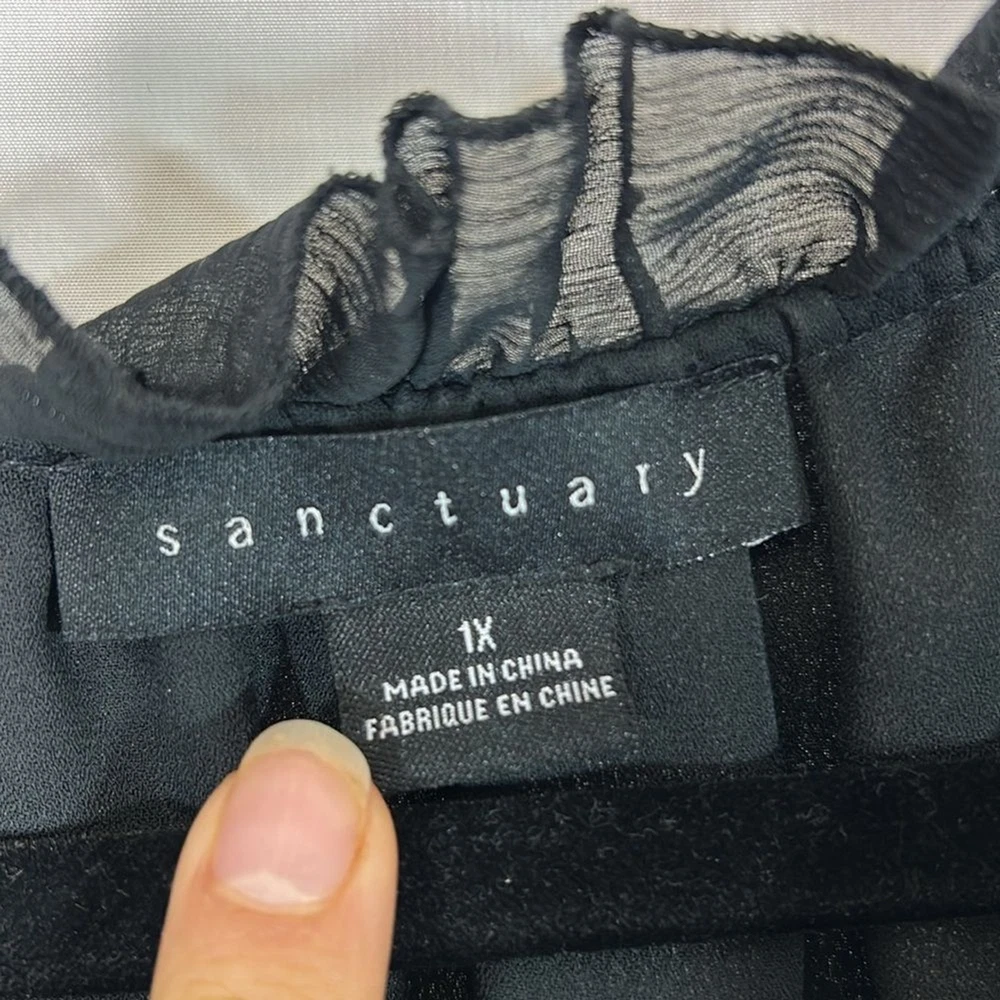 sanctuary
1X
MADE IN CHINA
FABRIQUE EN CHINE